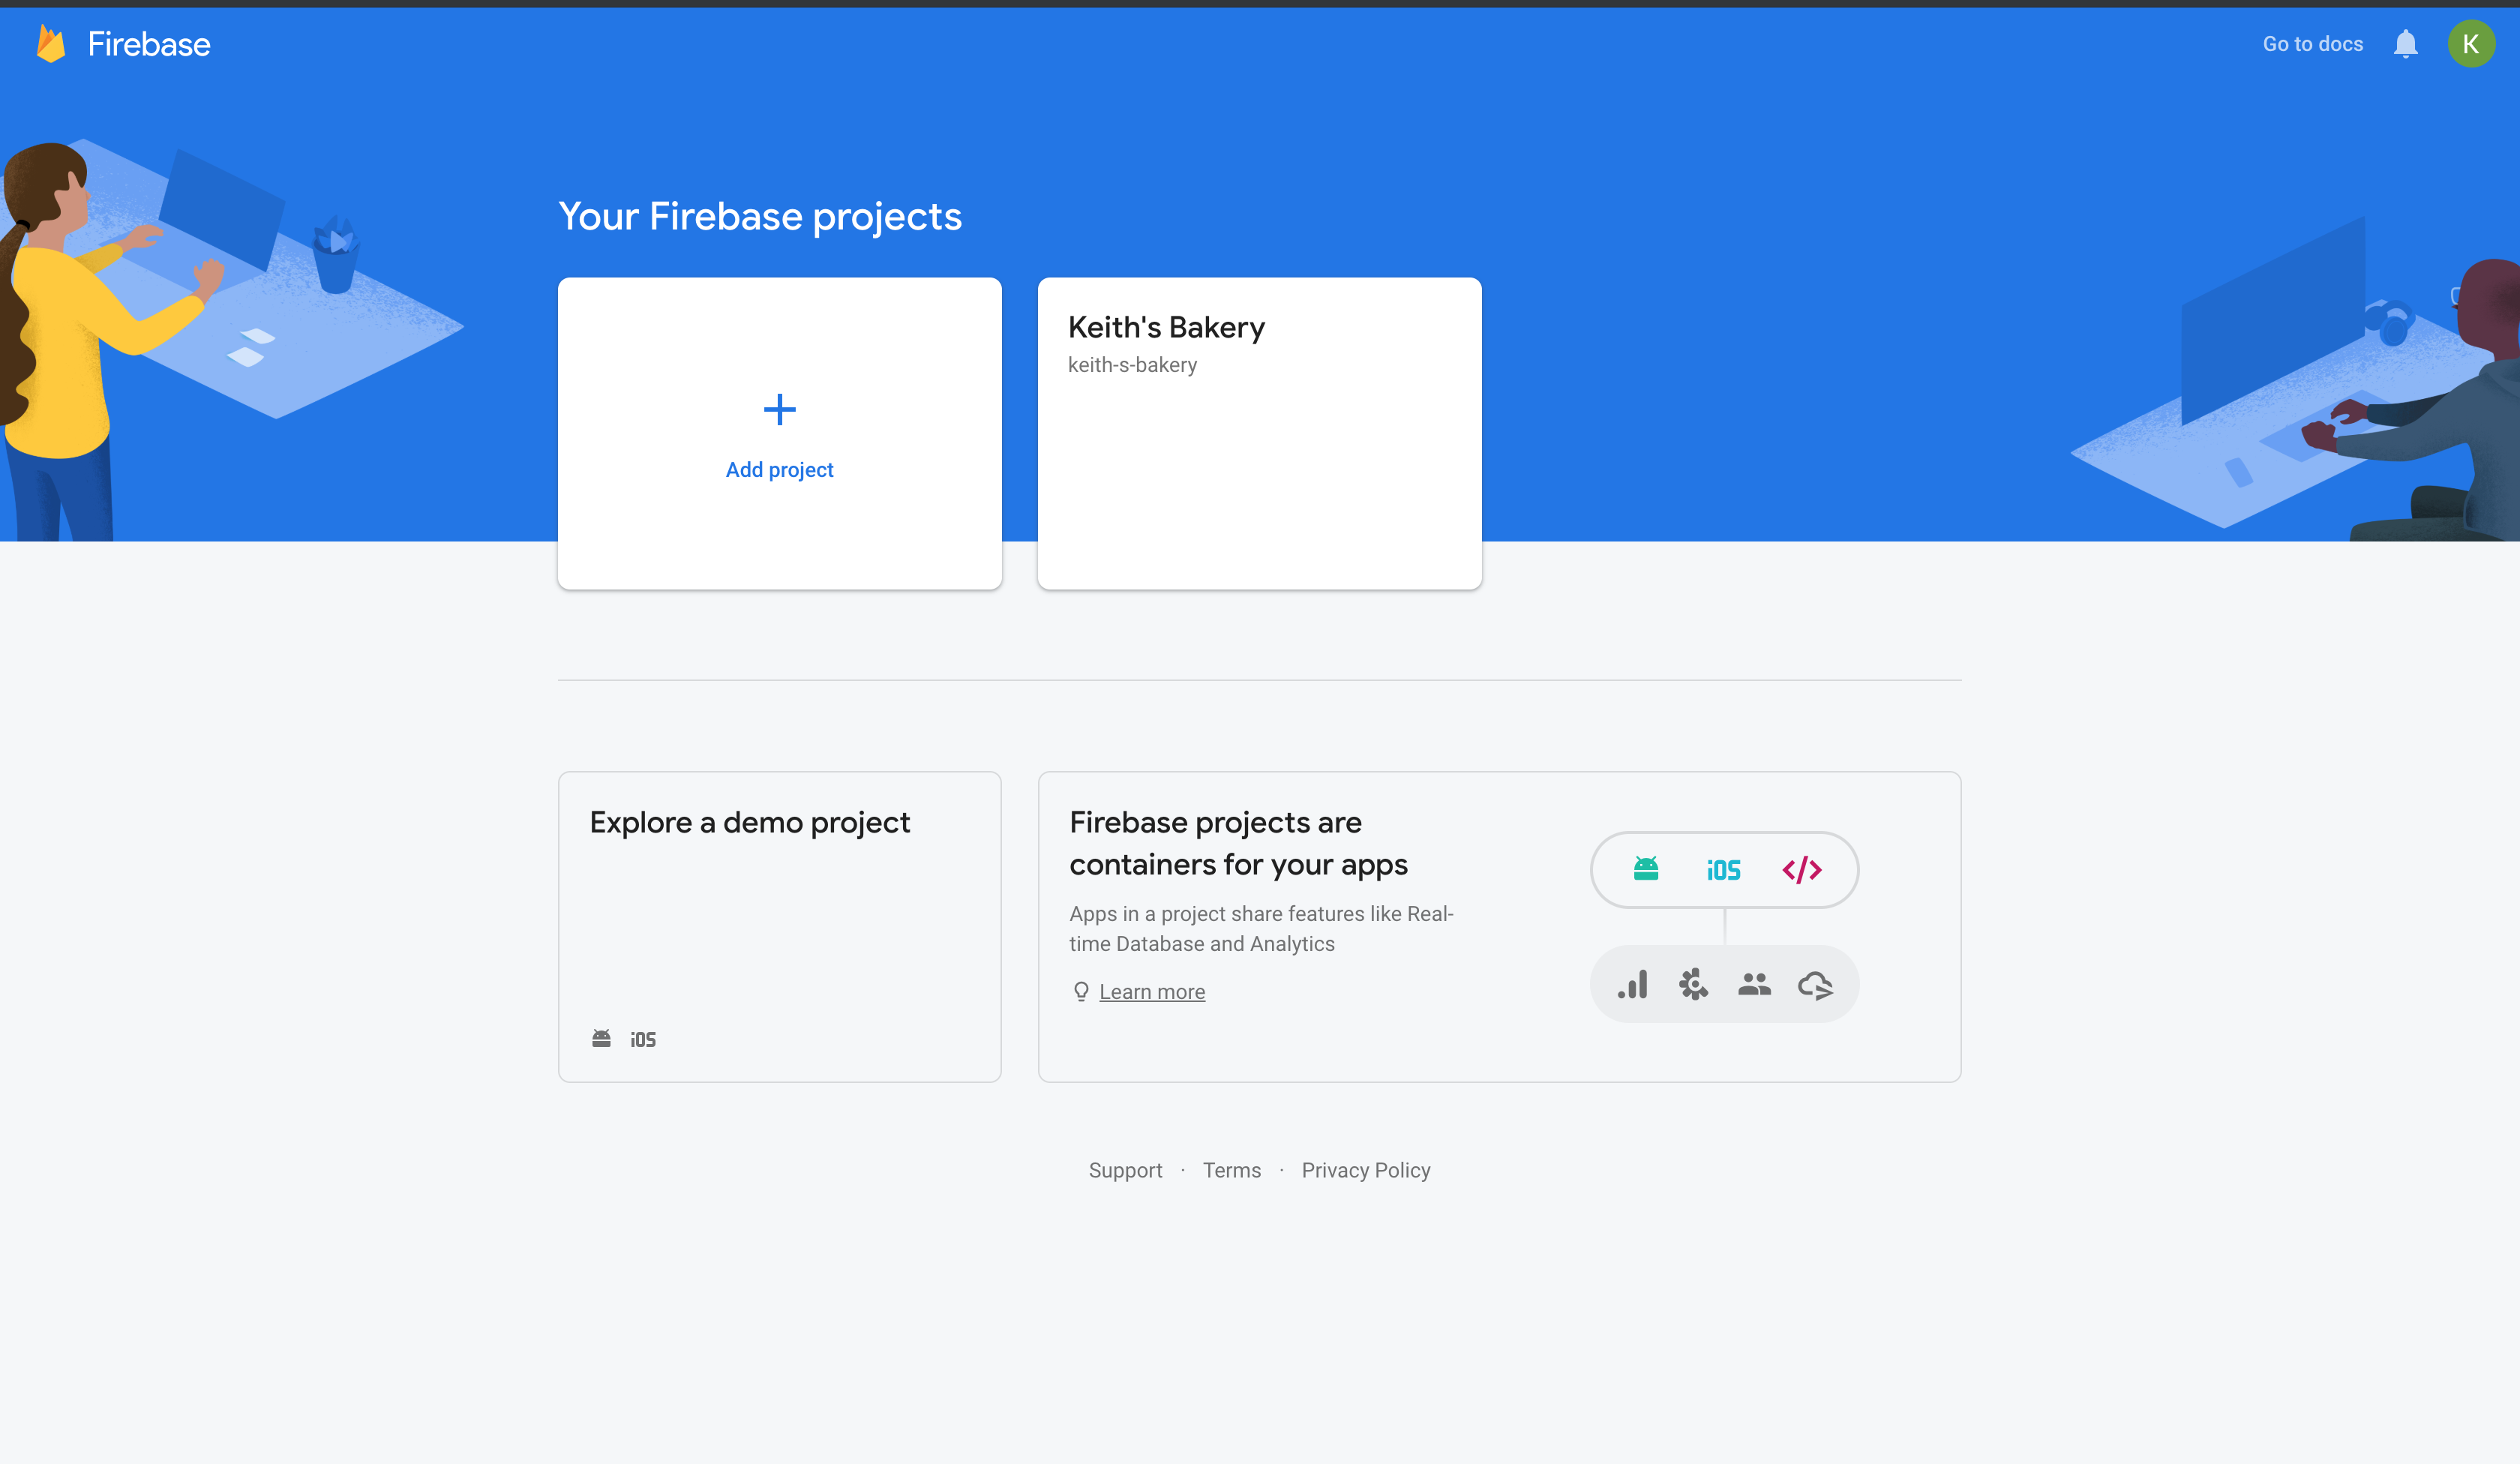 Firebase
Go to docs
K
Your Firebase projects
Add project
Keith's Bakery
keith-s-bakery
Explore a demo project
iOS
Firebase projects are
containers for your apps
Apps in a project share features like Real-
time Database and Analytics
Learn more
iOS
</>
Support · Terms · Privacy Policy